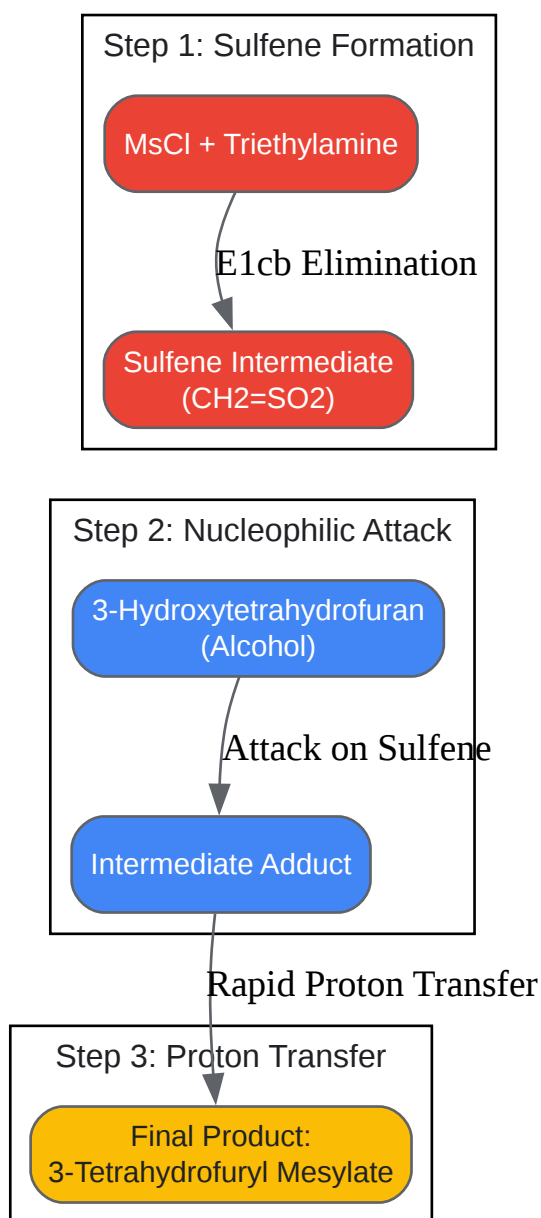 Step 1: Sulfene Formation
MsCl + Triethylamine
E1cb Elimination
Sulfene Intermediate
(CH2=SO2)
Step 2: Nucleophilic Attack
3-Hydroxytetrahydrofuran
(Alcohol)
Attack on Sulfene
Intermediate Adduct
Rapid Proton Transfer
Step 3: Proton Transfer
Final Product:
3-Tetrahydrofuryl Mesylate